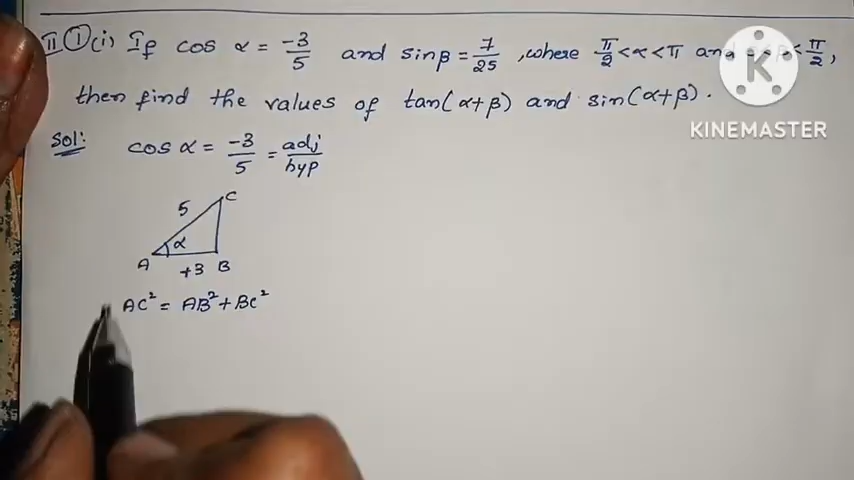 II ① (i) If cos α = -3/5 and sin β = 7/25 , where π/2 < α < π and < π/2 ,
then find the values of tan(α+β) and sin(α+β).
K
KINEMASTER
Sol: cos α = -3/5 = adj/hyp
C
5
α
A +3 B
AC² = AB² + BC²